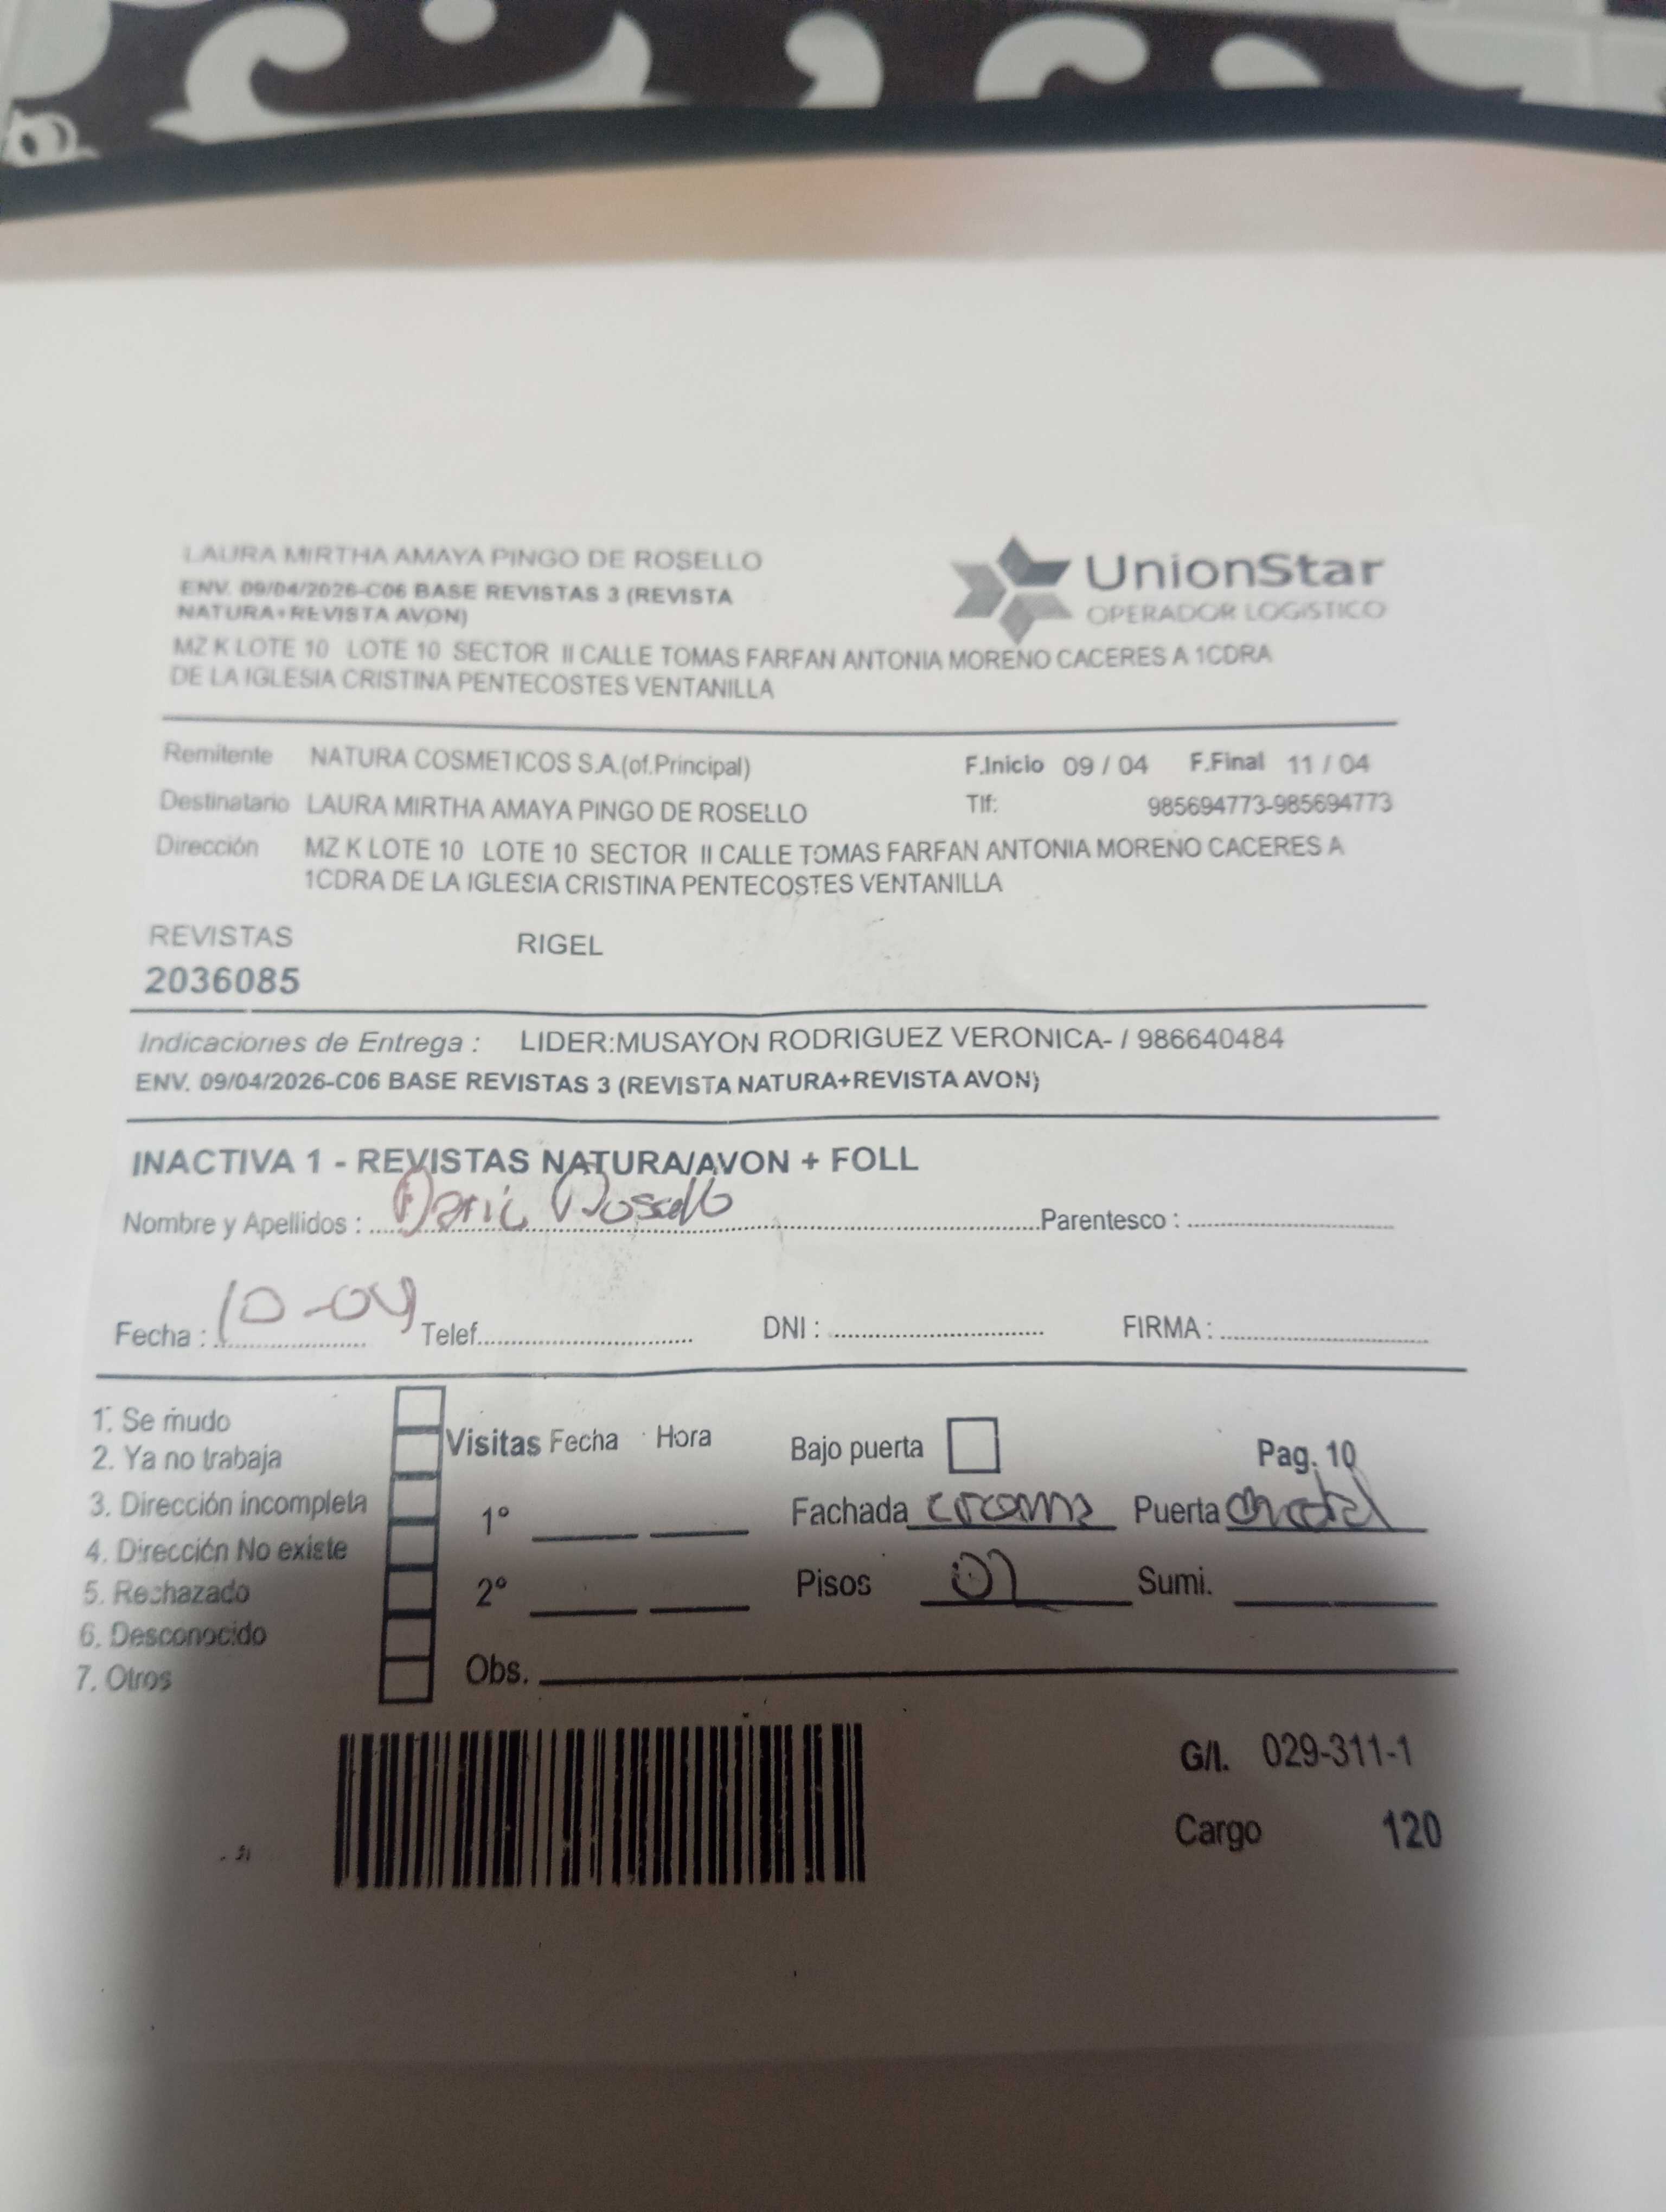 LAURA MIRTHA AMAYA PINGO DE ROSELLO
ENV. 09/04/2026-C06 BASE REVISTAS 3 (REVISTA
NATURA+REVISTA AVON)
UnionStar
OPERADOR LOGISTICO
MZ K LOTE 10 LOTE 10 SECTOR II CALLE TOMAS FARFAN ANTONIA MORENO CACERES A 1CDRA
DE LA IGLESIA CRISTINA PENTECOSTES VENTANILLA
Remitente NATURA COSMETICOS S.A.(of.Principal) F.Inicio 09 / 04 F.Final 11 / 04
Destinatario LAURA MIRTHA AMAYA PINGO DE ROSELLO Tlf: 985694773-985694773
Dirección MZ K LOTE 10 LOTE 10 SECTOR II CALLE TOMAS FARFAN ANTONIA MORENO CACERES A
1CDRA DE LA IGLESIA CRISTINA PENTECOSTES VENTANILLA
REVISTAS RIGEL
2036085
Indicaciones de Entrega : LIDER:MUSAYON RODRIGUEZ VERONICA- / 986640484
ENV. 09/04/2026-C06 BASE REVISTAS 3 (REVISTA NATURA+REVISTA AVON)
INACTIVA 1 - REVISTAS NATURA/AVON + FOLL
Nombre y Apellidos : Parentesco :
Fecha : 10-04 Telef. DNI : FIRMA :
1. Se mudo
2. Ya no trabaja
3. Dirección incompleta
4. Dirección No existe
5. Rechazado
6. Desconocido
7. Otros
Visitas Fecha Hora
1°
2°
Obs.
Bajo puerta Pag. 10
Fachada Puerta
Pisos 01 Sumi.
G/I. 029-311-1
Cargo 120